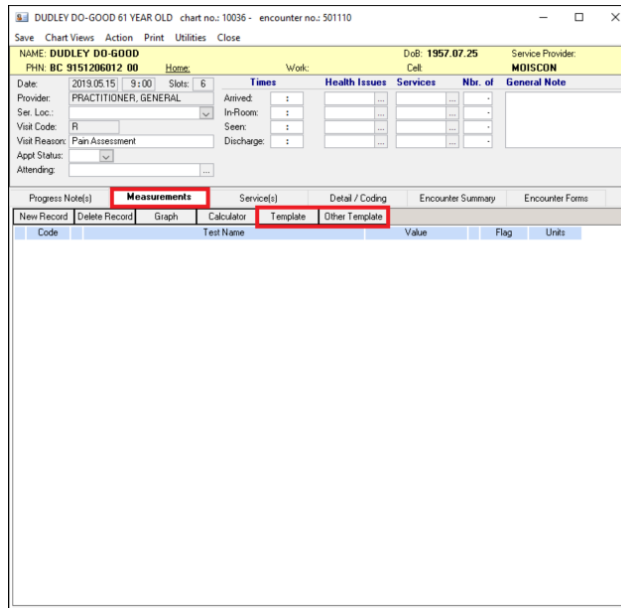 DUDLEY DO-GOOD 61 YEAR OLD chart no.: 10036 - encounter no.: 501110
Save Chart Views Action Print Utilities Close
NAME: DUDLEY DO-GOOD DoB: 1957.07.25 Service Provider:
PHN: BC 9151206012 00 Home: Work: Cell: MOISCON
Date: 2019.05.15 9:00 Slots: 6 Times Health Issues Services Nbr. of General Note
Provider: PRACTITIONER, GENERAL Arrived: : ... ... -
Ser. Loc.: In-Room: : ... ... -
Visit Code: R Seen: : ... ... -
Visit Reason: Pain Assessment Discharge: : ... ... -
Appt Status:
Attending: ...
Progress Note(s) Measurements Service(s) Detail / Coding Encounter Summary Encounter Forms
New Record Delete Record Graph Calculator Template Other Template
Code Test Name Value Flag Units